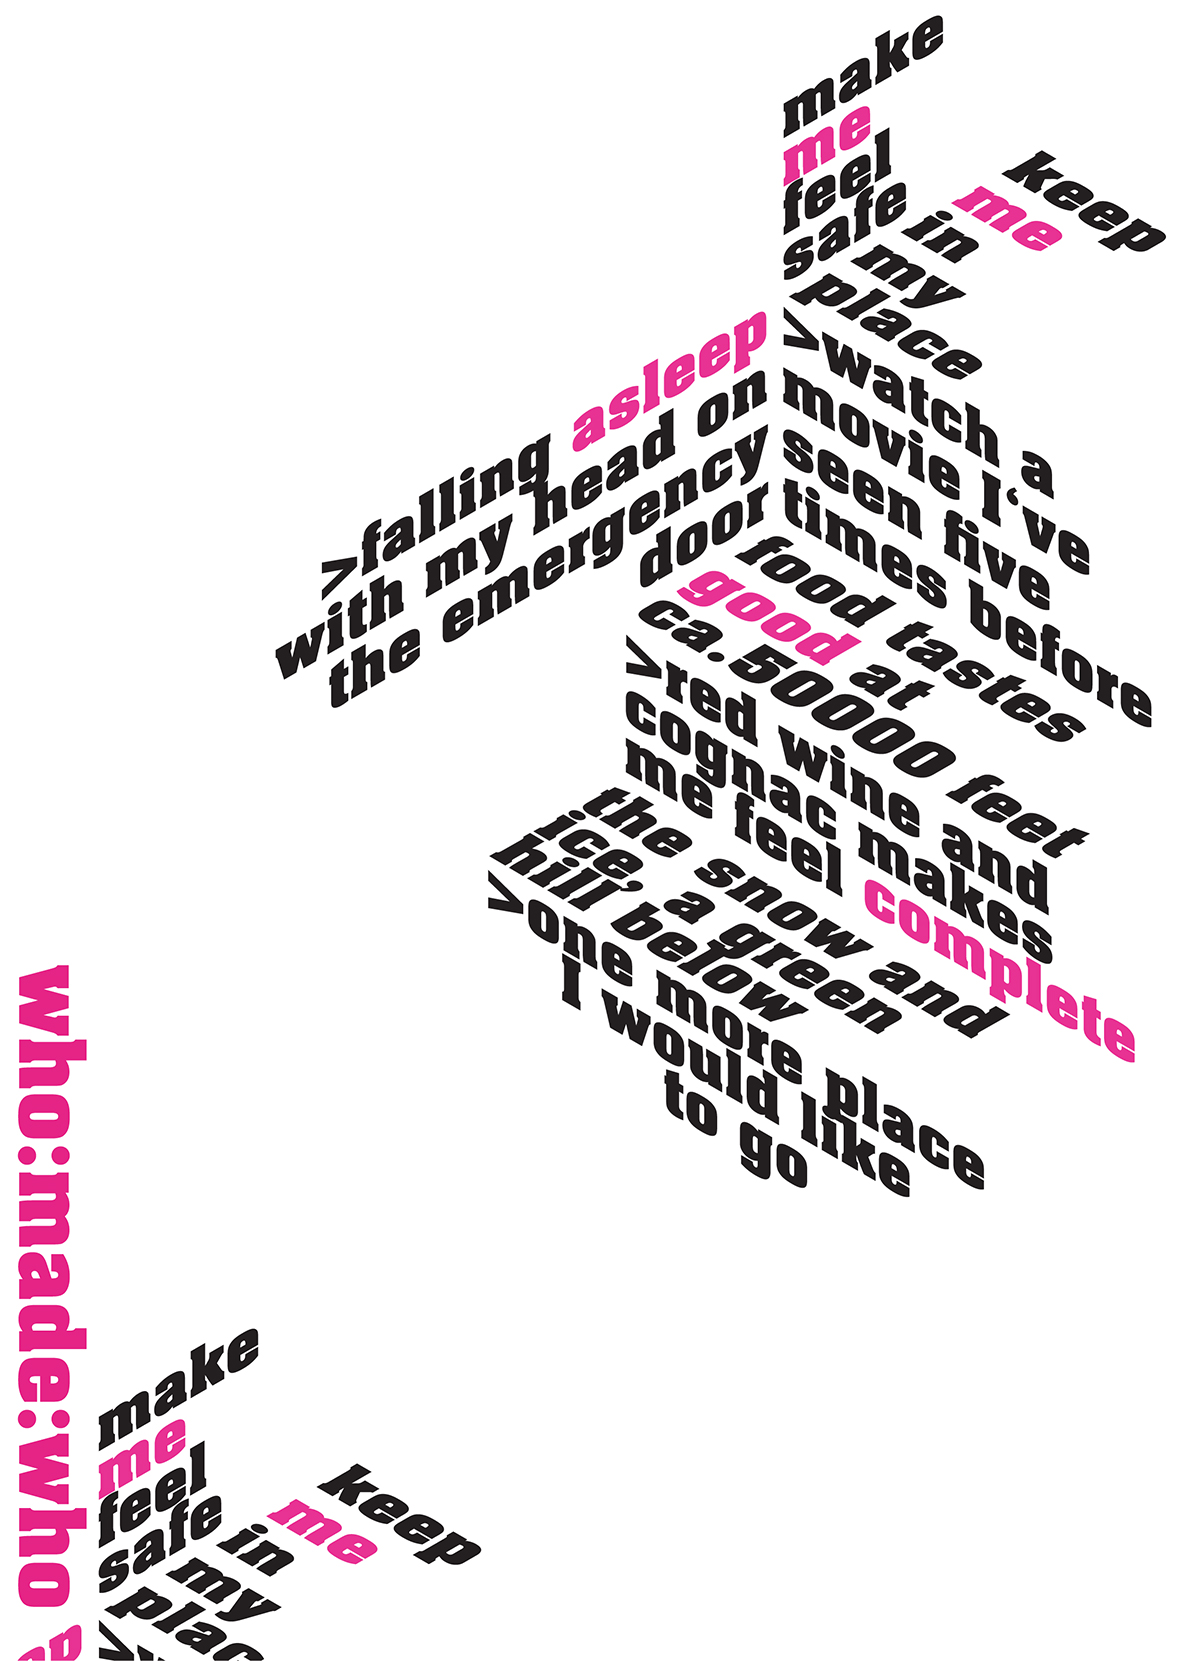 make
me
feel
safe
keep
me
in
my
place
>falling asleep
with my head on
the emergency
door
>watch a
movie I‘ve
seen five
times before
food tastes
good at
ca. 50000 feet
>red wine and
cognac makes
me feel complete
the snow and
ice, a green
hill below
>one more place
I would like
to go
who:made:who
make
me
feel
safe
keep
me
in
my
plac